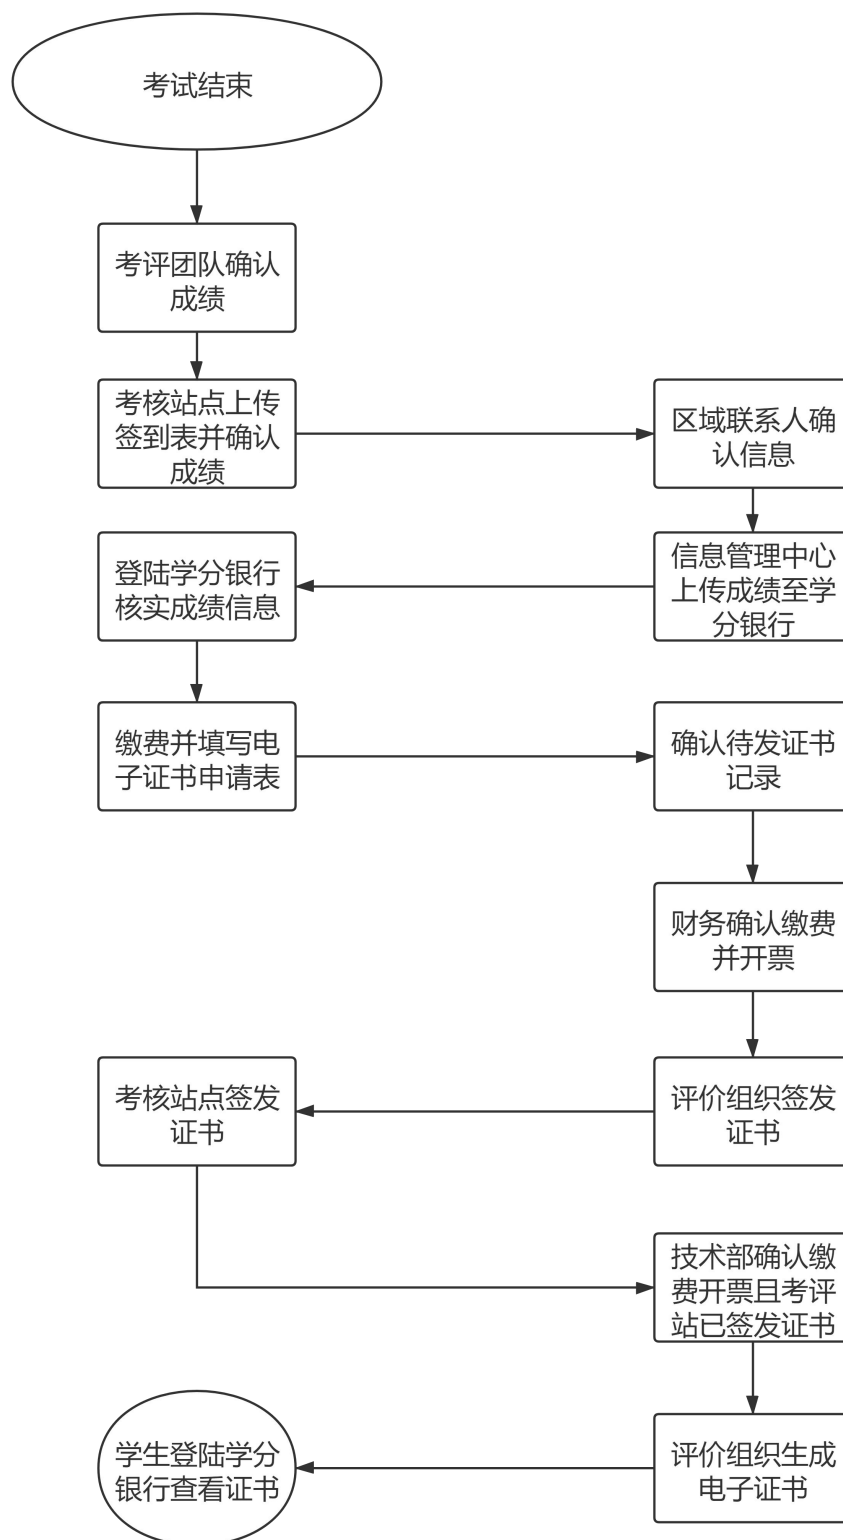 考试结束
考评团队确认
成绩
考核站点上传
签到表并确认
成绩
区域联系人确
认信息
信息管理中心
上传成绩至学
分银行
登陆学分银行
核实成绩信息
缴费并填写电
子证书申请表
确认待发证书
记录
财务确认缴费
并开票
评价组织签发
证书
考核站点签发
证书
技术部确认缴
费开票且考评
站已签发证书
评价组织生成
电子证书
学生登陆学分
银行查看证书